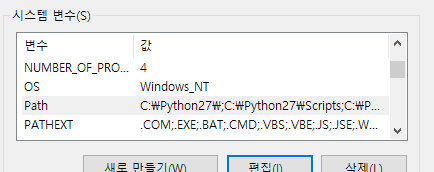 시스템 변수(S)
변수 값
NUMBER_OF_PRO... 4
OS Windows_NT
Path C:₩Python27₩;C:₩Python27₩Scripts;C:₩P...
PATHEXT .COM;.EXE;.BAT;.CMD;.VBS;.VBE;.JS;.JSE;.W...
새로 만들기(W)... 편집(I)... 삭제(L)